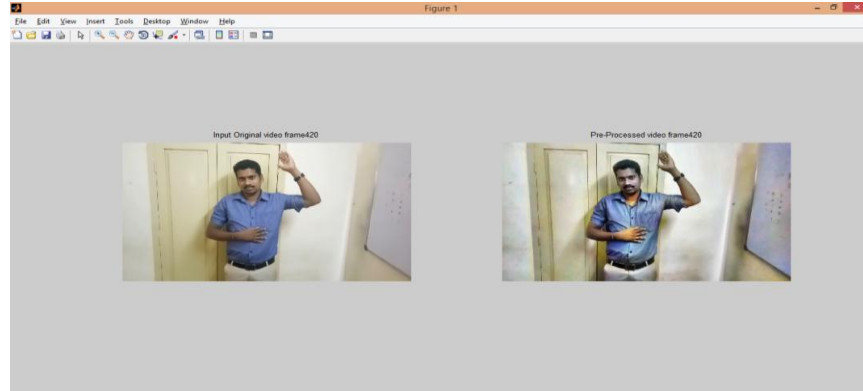 Figure 1
File Edit View Insert Tools Desktop Window Help
Input Original video frame420
Pre-Processed video frame420